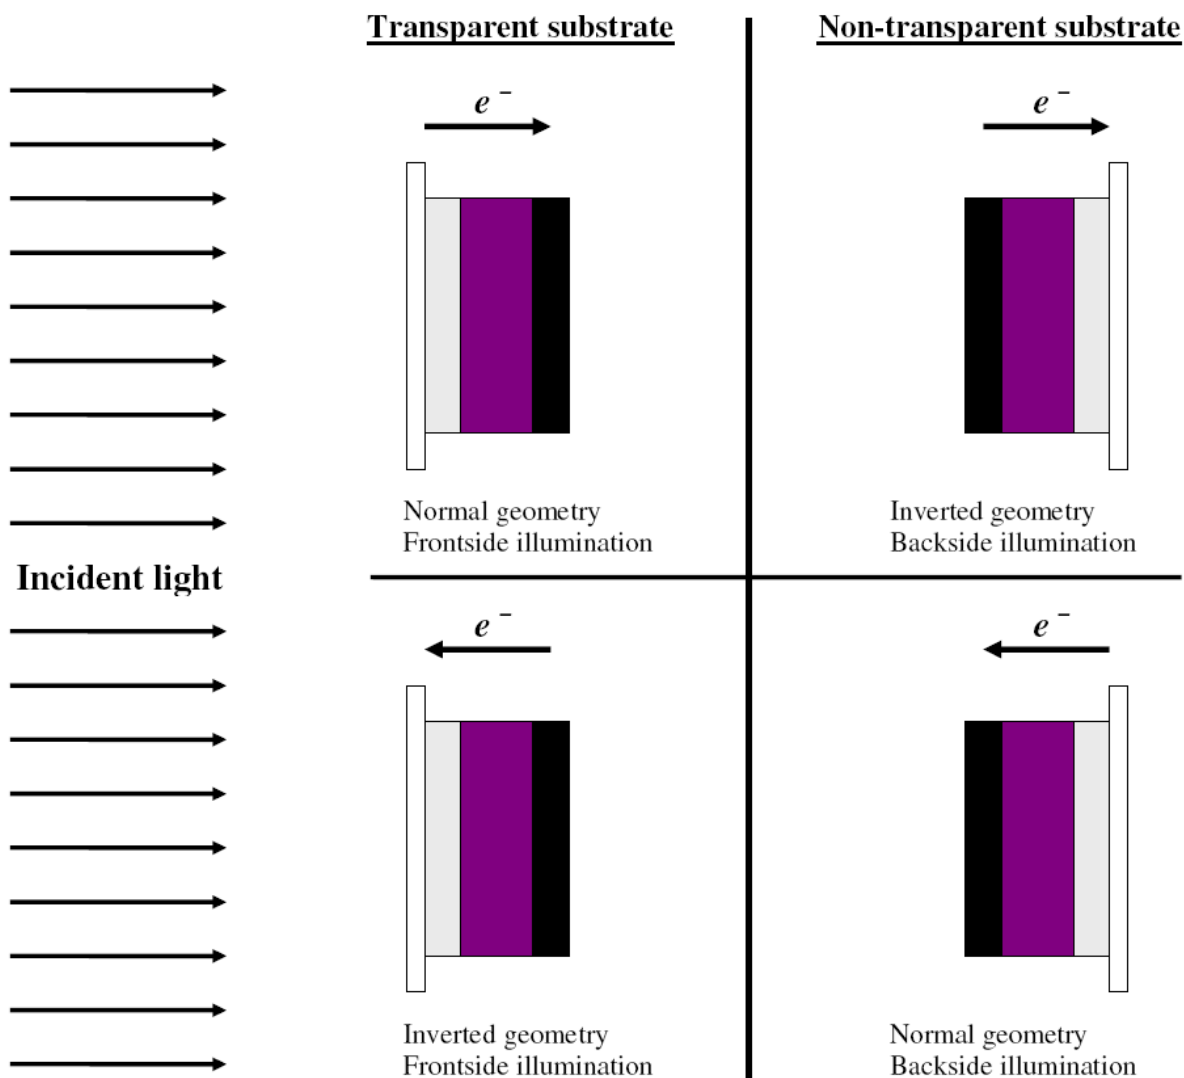 Transparent substrate
Non-transparent substrate
e –
e –
Normal geometry
Frontside illumination
Inverted geometry
Backside illumination
Incident light
e –
e –
Inverted geometry
Frontside illumination
Normal geometry
Backside illumination